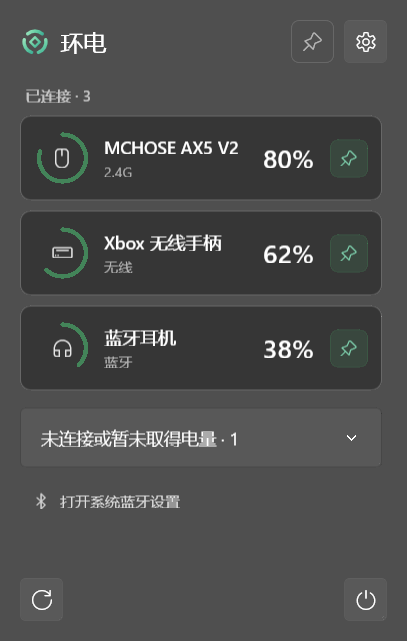 环电
已连接 · 3
MCHOSE AX5 V2
2.4G
80%
Xbox 无线手柄
无线
62%
蓝牙耳机
蓝牙
38%
未连接或暂未取得电量 · 1
打开系统蓝牙设置